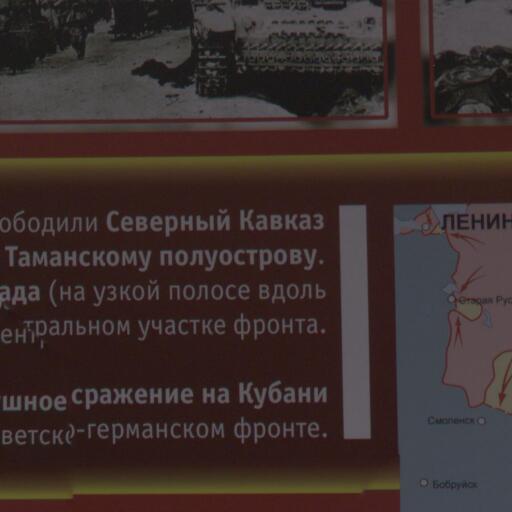 ободили Северный Кавказ
Таманскому полуострову.
ада (на узкой полосе вдоль
тральном участке фронта.
сражение на Кубани
-германском фронте.
ЛЕНИН
Старая Рус
Смоленск
Бобруйск